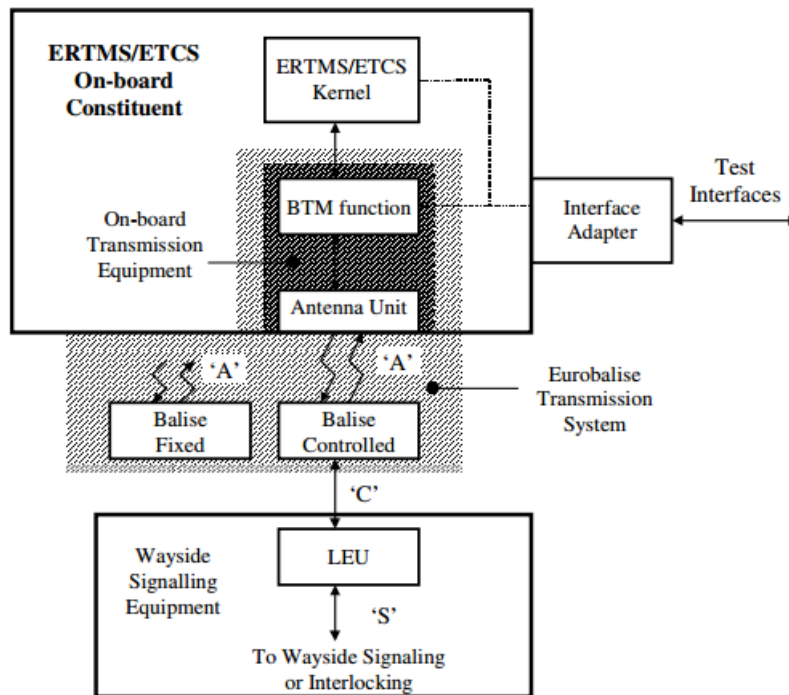 ERTMS/ETCS
On-board
Constituent
ERTMS/ETCS
Kernel
BTM function
On-board
Transmission
Equipment
Antenna Unit
Interface
Adapter
Test
Interfaces
‘A’
‘A’
Balise
Fixed
Balise
Controlled
Eurobalise
Transmission
System
‘C’
Wayside
Signalling
Equipment
LEU
‘S’
To Wayside Signaling
or Interlocking